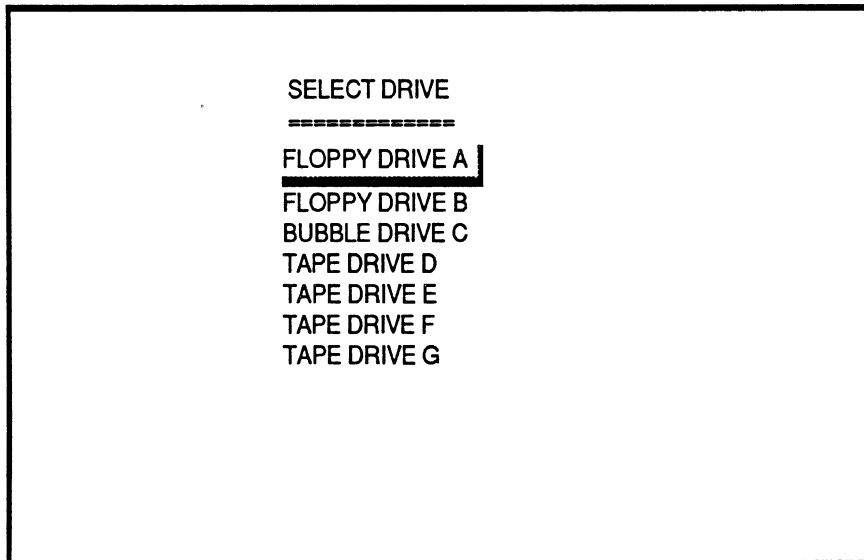 SELECT DRIVE
=============
FLOPPY DRIVE A
FLOPPY DRIVE B
BUBBLE DRIVE C
TAPE DRIVE D
TAPE DRIVE E
TAPE DRIVE F
TAPE DRIVE G